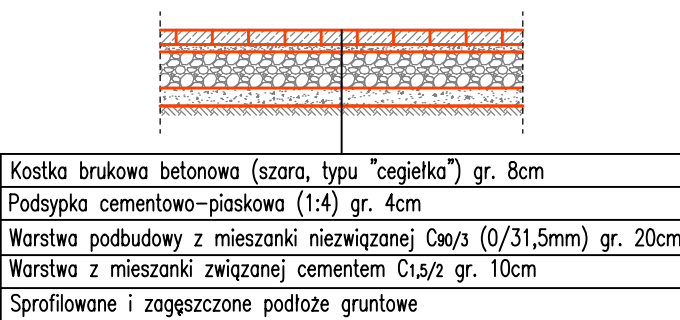 Kostka brukowa betonowa (szara, typu "cegiełka") gr. 8cm
Podsypka cementowo-piaskowa (1:4) gr. 4cm
Warstwa podbudowy z mieszanki niezwiązanej C90/3 (0/31,5mm) gr. 20cm
Warstwa z mieszanki związanej cementem C1,5/2 gr. 10cm
Sprofilowane i zagęszczone podłoże gruntowe